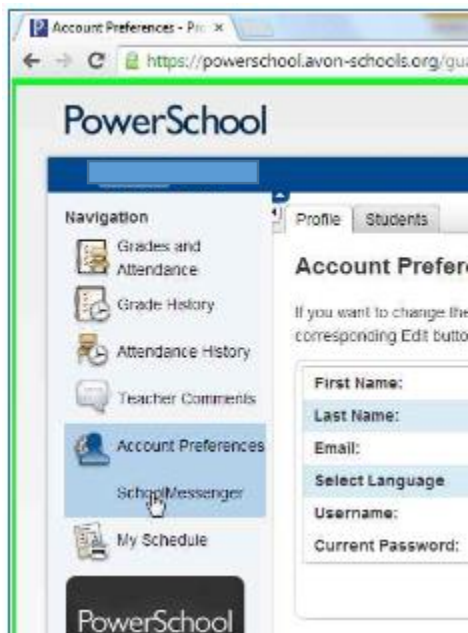 Account Preferences - Pr
https://powerschool.avon-schools.org/gua
PowerSchool
Navigation
Grades and
Attendance
Grade History
Attendance History
Teacher Comments
Account Preferences
SchoolMessenger
My Schedule
PowerSchool
Profile
Students
Account Prefer
If you want to change the
corresponding Edit butto
First Name:
Last Name:
Email:
Select Language
Username:
Current Password: